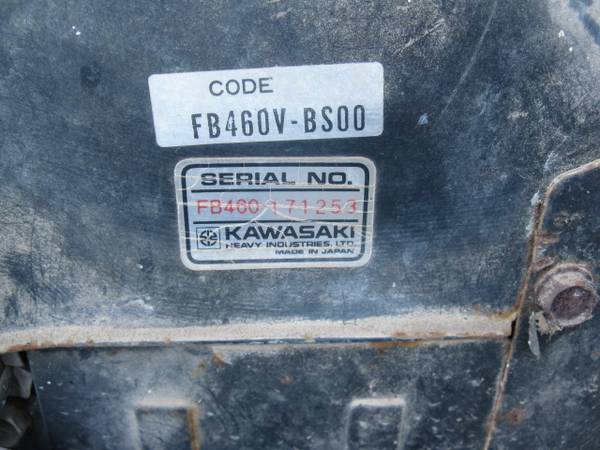 CODE
FB460V-BS00
SERIAL NO.
FB460-171253
KAWASAKI
HEAVY INDUSTRIES, LTD.
MADE IN JAPAN